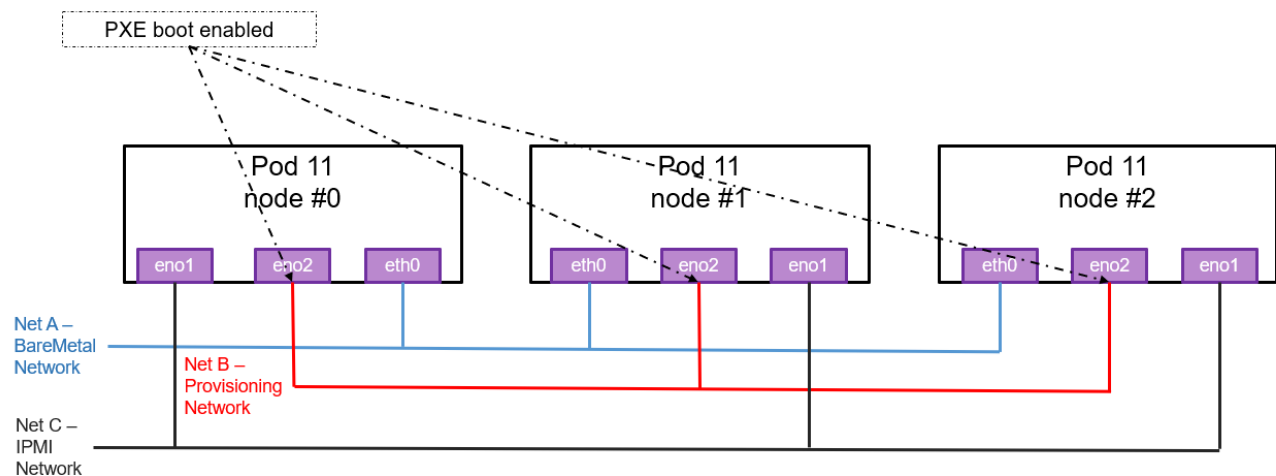 PXE boot enabled
Pod 11
node #0
Pod 11
node #1
Pod 11
node #2
eno1
eno2
eth0
eth0
eno2
eno1
eth0
eno2
eno1
Net A –
BareMetal
Network
Net B –
Provisioning
Network
Net C –
IPMI
Network